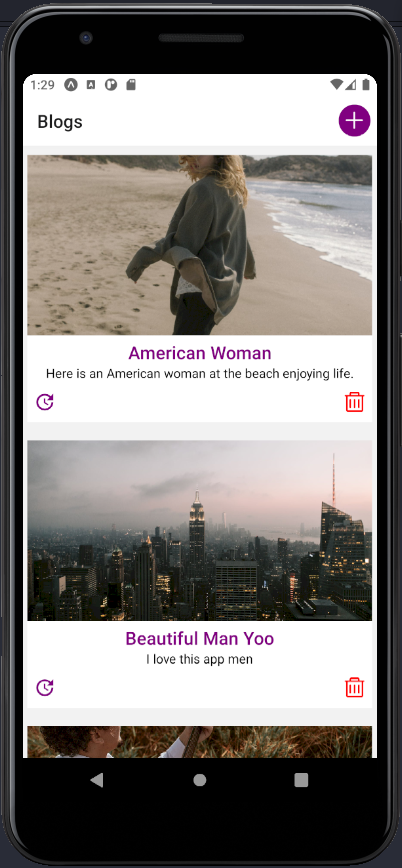 1:29
Blogs
American Woman
Here is an American woman at the beach enjoying life.
Beautiful Man Yoo
I love this app men